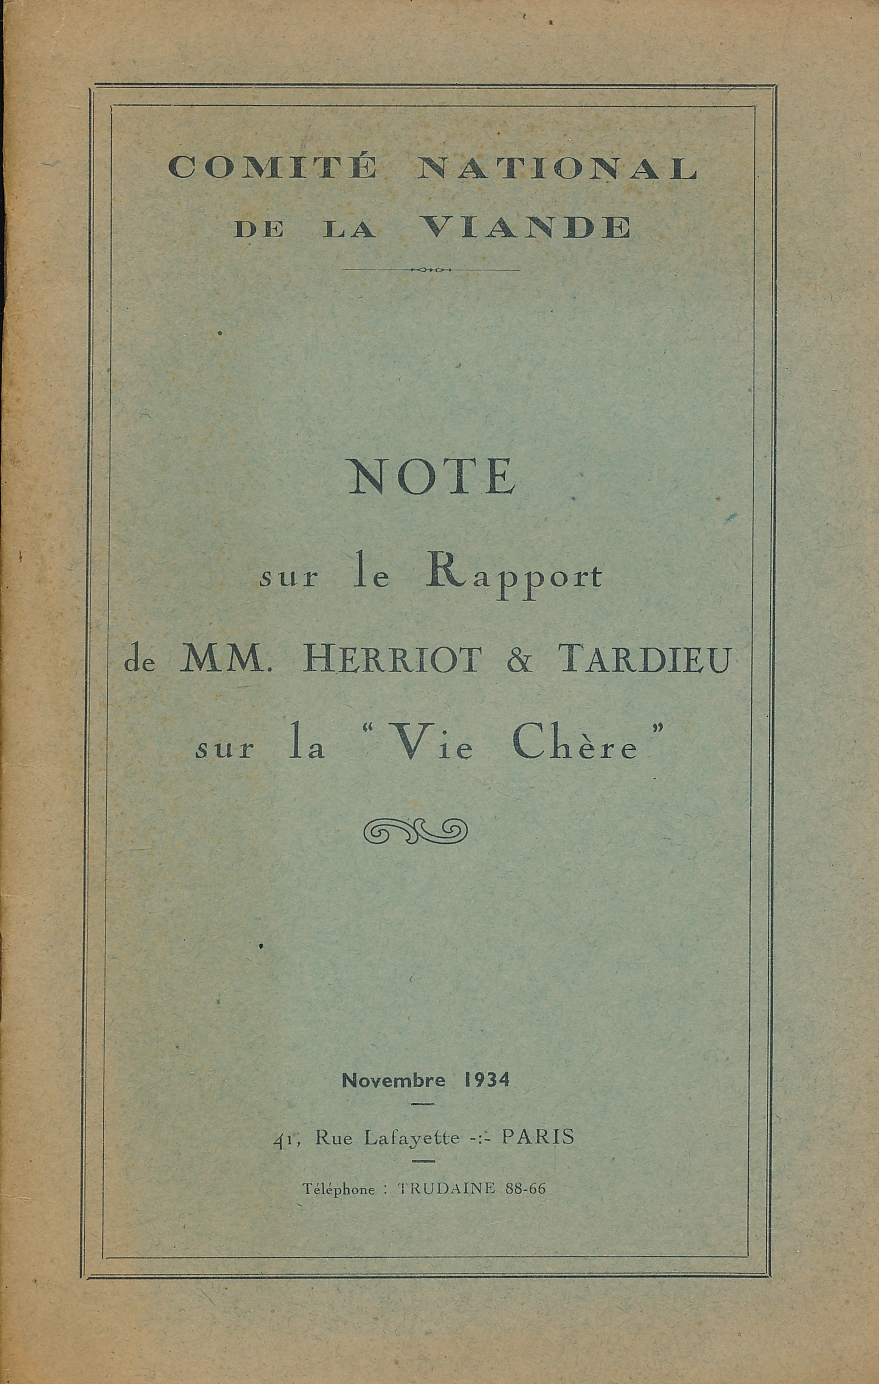 COMITÉ NATIONAL
DE LA VIANDE
NOTE
sur le Rapport
de MM. HERRIOT & TARDIEU
sur la “ Vie Chère ”
Novembre 1934
41, Rue Lafayette -:- PARIS
Téléphone : TRUDAINE 88-66